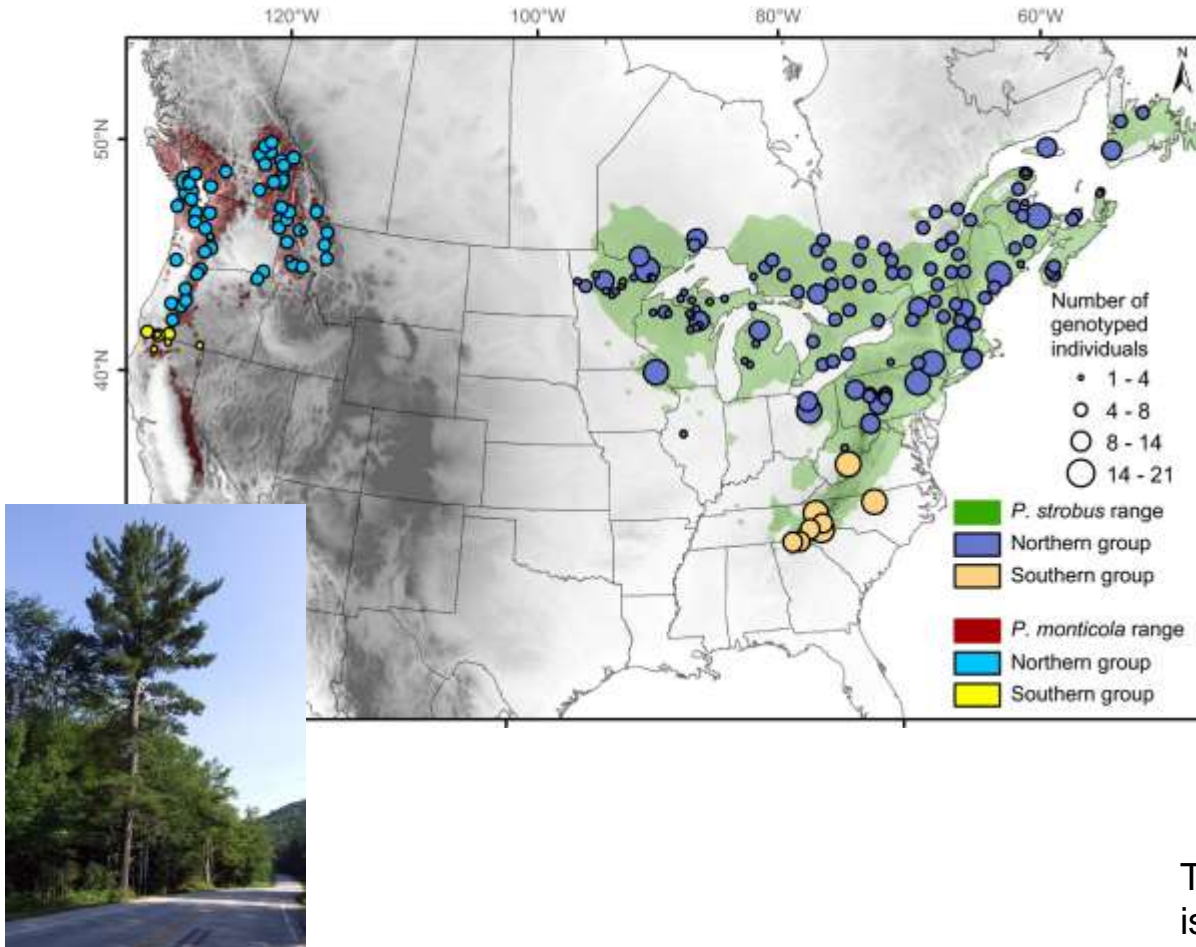 120°W 100°W 80°W 60°W
N
50°N
40°N
Number of
genotyped
individuals
1 - 4
4 - 8
8 - 14
14 - 21
P. strobus range
Northern group
Southern group
P. monticola range
Northern group
Southern group
T
is